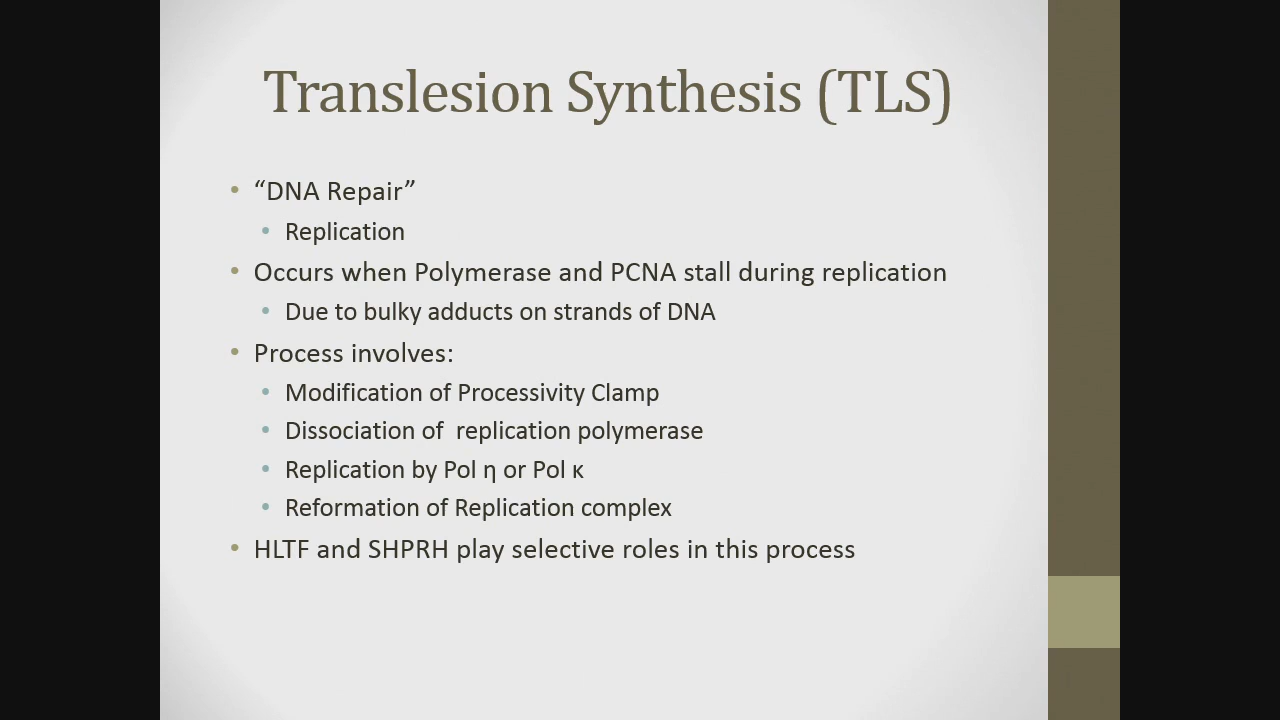 Translesion Synthesis (TLS)
• “DNA Repair”
• Replication
• Occurs when Polymerase and PCNA stall during replication
• Due to bulky adducts on strands of DNA
• Process involves:
• Modification of Processivity Clamp
• Dissociation of  replication polymerase
• Replication by Pol η or Pol κ
• Reformation of Replication complex
• HLTF and SHPRH play selective roles in this process